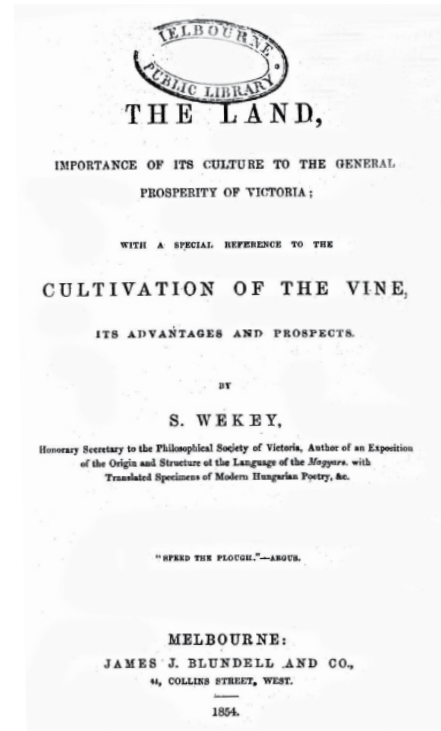 MELBOURNE
PUBLIC LIBRARY
THE LAND,
IMPORTANCE OF ITS CULTURE TO THE GENERAL
PROSPERITY OF VICTORIA;
WITH A SPECIAL REFERENCE TO THE
CULTIVATION OF THE VINE,
ITS ADVANTAGES AND PROSPECTS.
BY
S. WEKEY,
Honorary Secretary to the Philosophical Society of Victoria, Author of an Exposition
of the Origin and Structure of the Language of the Magyars. with
Translated Specimens of Modern Hungarian Poetry, &c.
"SPEED THE PLOUGH."—ARGUS.
MELBOURNE:
JAMES J. BLUNDELL AND CO.,
44, COLLINS STREET, WEST.
1854.